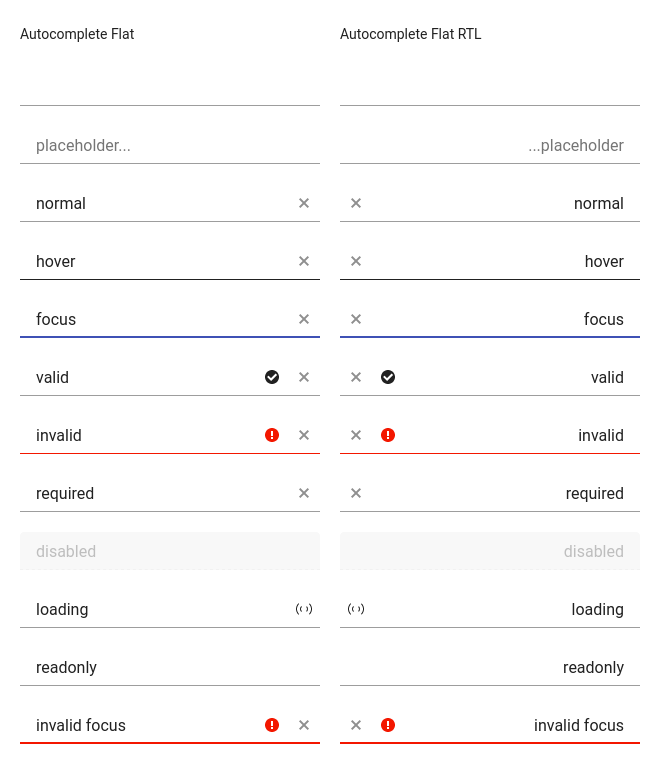 Autocomplete Flat
Autocomplete Flat RTL
placeholder...
...placeholder
normal
normal
hover
hover
focus
focus
valid
valid
invalid
invalid
required
required
disabled
disabled
loading
loading
readonly
readonly
invalid focus
invalid focus